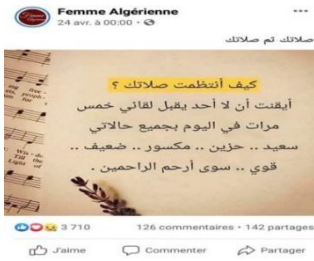 Femme Algérienne
24 avr. à 00:00 ·
صلاتك ثم صلاتك
كيف أنتظمت صلاتك ؟
أيقنت أن لا أحد يقبل لقائي خمس
مرات في اليوم بجميع حالاتي
سعيد .. حزين .. مكسور .. ضعيف ..
قوي .. سوى أرحم الراحمين .
3 710
126 commentaires · 142 partages
J'aime
Commenter
Partager